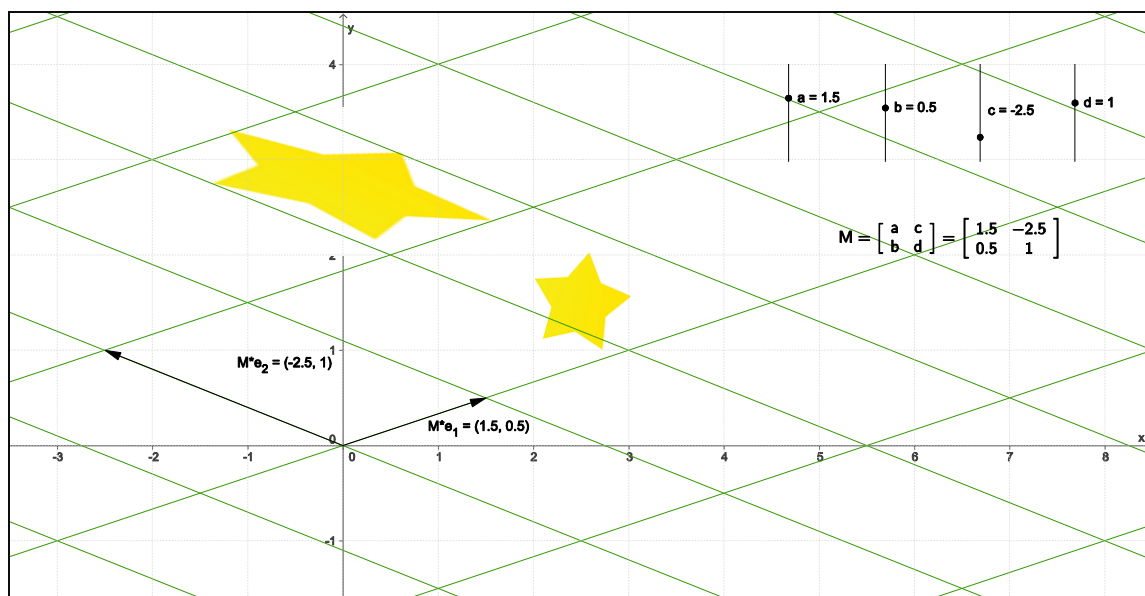 y
4
a = 1.5
b = 0.5
c = -2.5
d = 1
M = [ a c b d ] = [ 1.5 −2.5 0.5 1 ]
2
1
M*e₂ = (-2.5, 1)
M*e₁ = (1.5, 0.5)
0
x
-3 -2 -1 0 1 2 3 4 5 6 7 8
-1